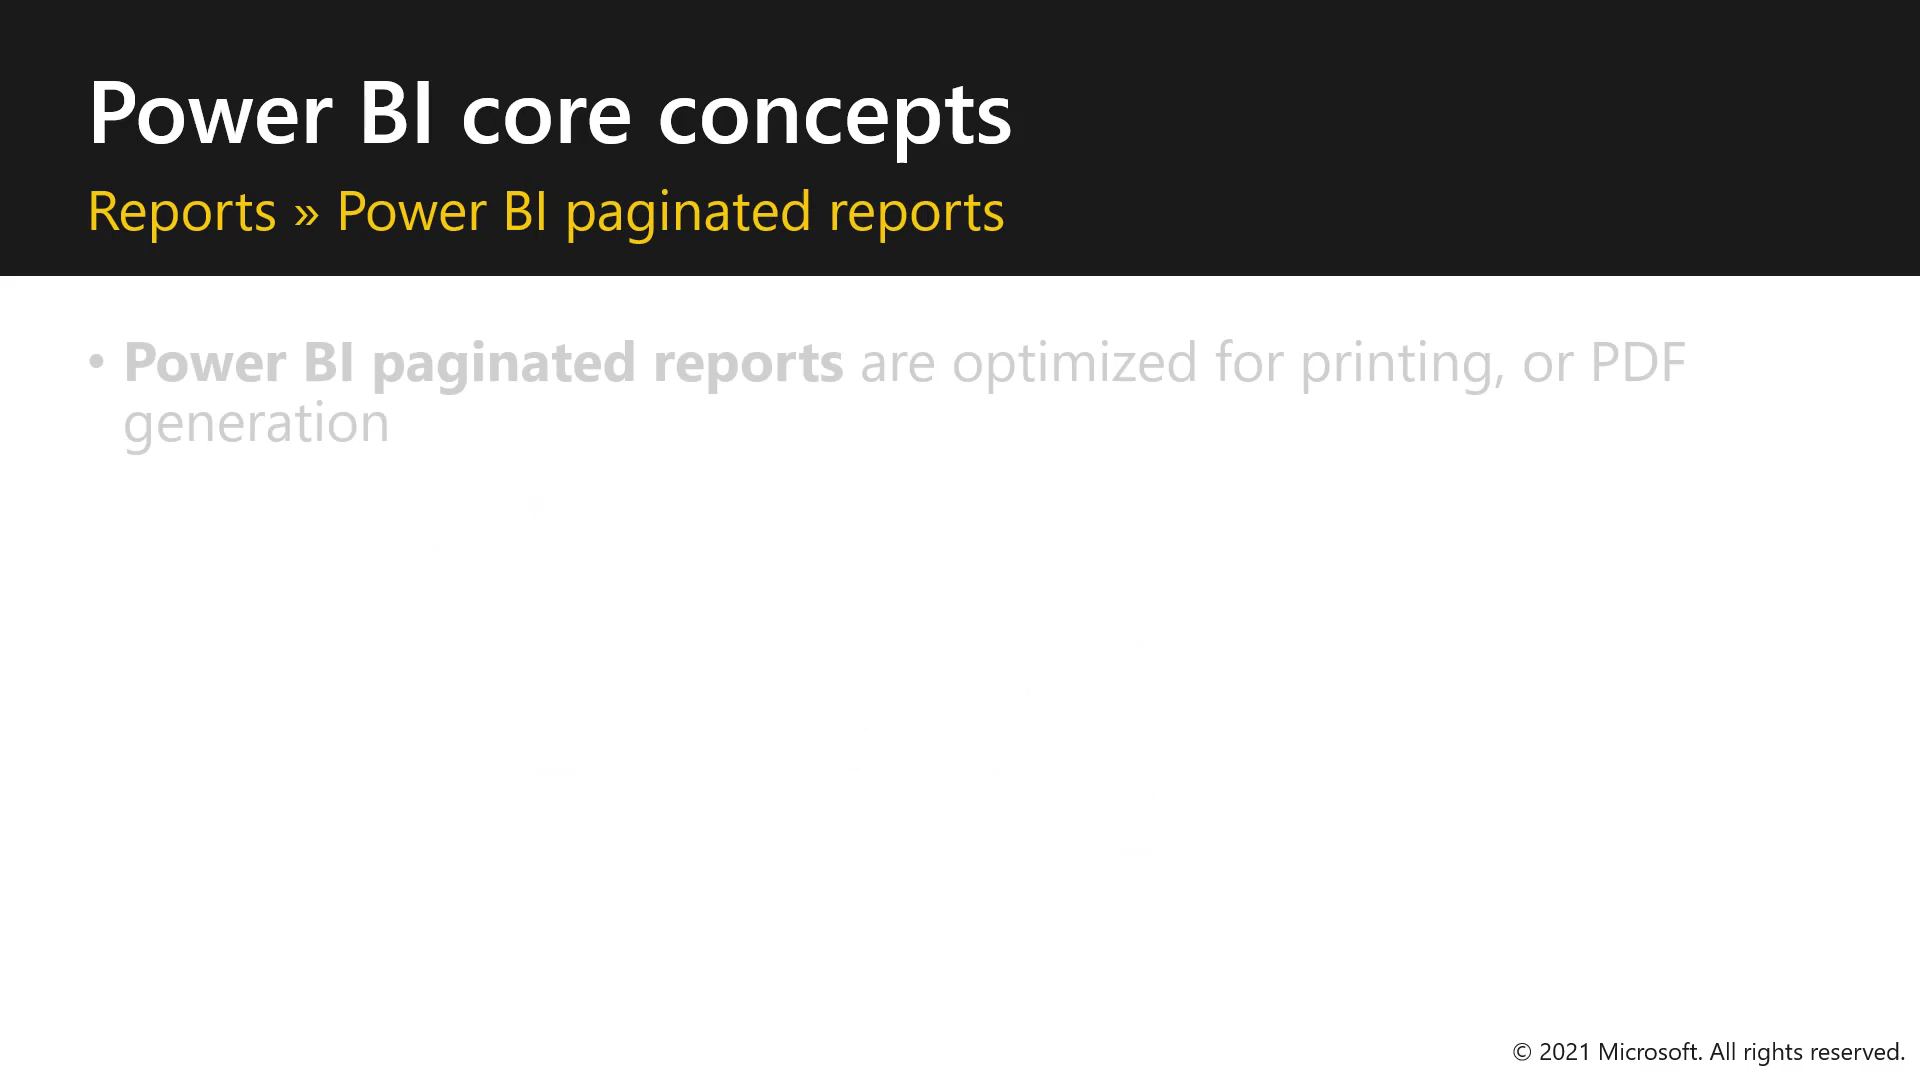 Power BI core concepts
Reports » Power BI paginated reports
• Power BI paginated reports are optimized for printing, or PDF
generation
© 2021 Microsoft. All rights reserved.